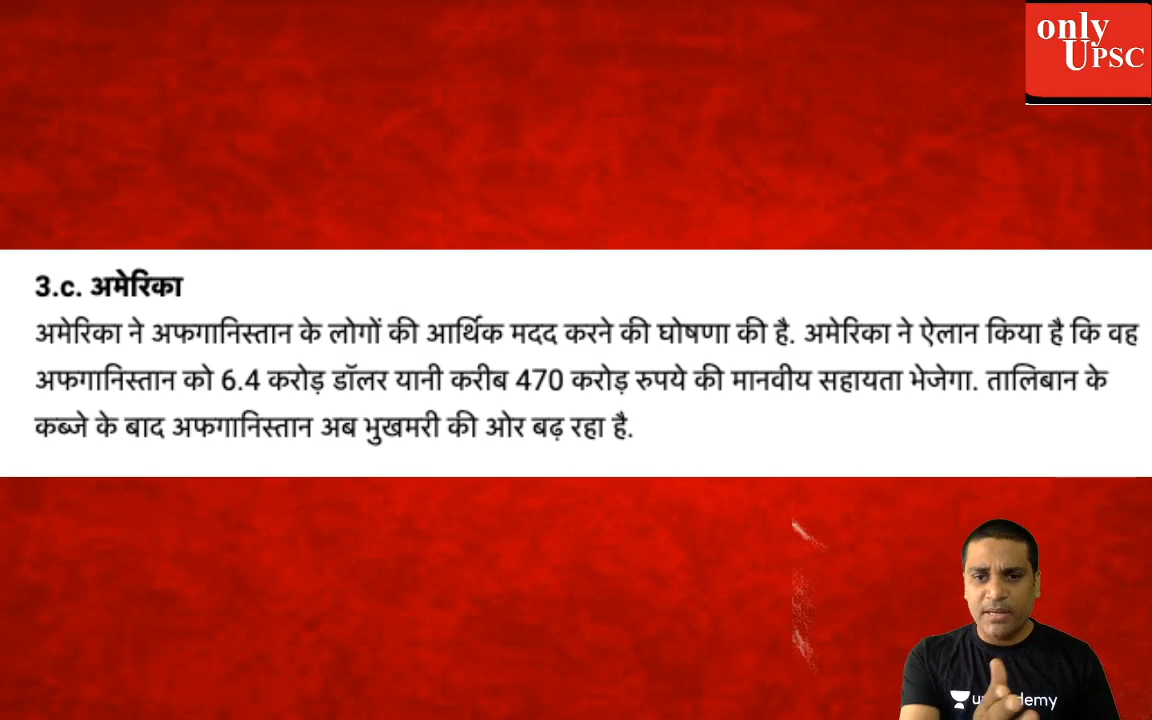 only
UPSC
3.c. अमेरिका
अमेरिका ने अफगानिस्तान के लोगों की आर्थिक मदद करने की घोषणा की है. अमेरिका ने ऐलान किया है कि वह
अफगानिस्तान को 6.4 करोड़ डॉलर यानी करीब 470 करोड़ रुपये की मानवीय सहायता भेजेगा. तालिबान के
कब्जे के बाद अफगानिस्तान अब भुखमरी की ओर बढ़ रहा है.